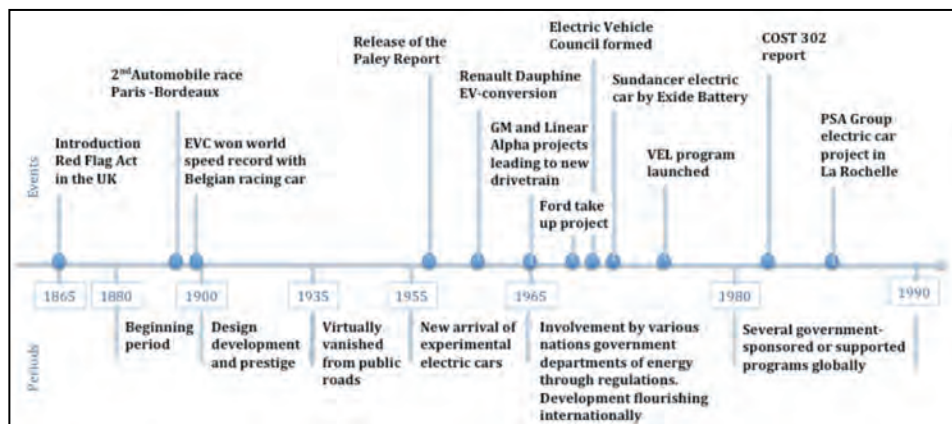 Events
Introduction
Red Flag Act
in the UK
2nd Automobile race
Paris -Bordeaux
EVC won world
speed record with
Belgian racing car
Release of the
Paley Report
Renault Dauphine
EV-conversion
GM and Linear
Alpha projects
leading to new
drivetrain
Ford take
up project
Electric Vehicle
Council formed
Sundancer electric
car by Exide Battery
VEL program
launched
COST 302
report
PSA Group
electric car
project in
La Rochelle
1865
1880
1900
1935
1955
1965
1980
1990
Periods
Beginning
period
Design
development
and prestige
Virtually
vanished
from public
roads
New arrival of
experimental
electric cars
Involvement by various
nations government
departments of energy
through regulations.
Development flourishing
internationally
Several government-
sponsored or supported
programs globally